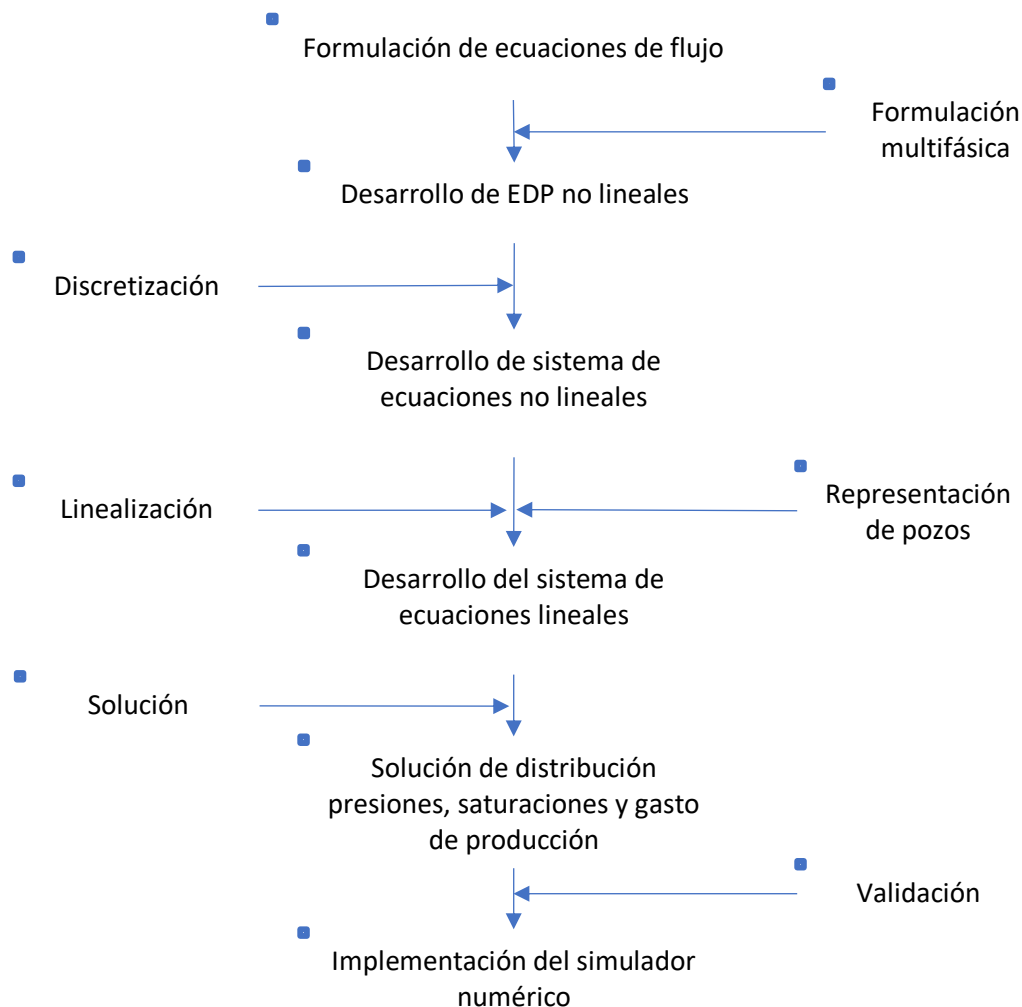 Formulación de ecuaciones de flujo
Formulación
multifásica
Desarrollo de EDP no lineales
Discretización
Desarrollo de sistema de
ecuaciones no lineales
Linealización
Representación
de pozos
Desarrollo del sistema de
ecuaciones lineales
Solución
Solución de distribución
presiones, saturaciones y gasto
de producción
Validación
Implementación del simulador
numérico